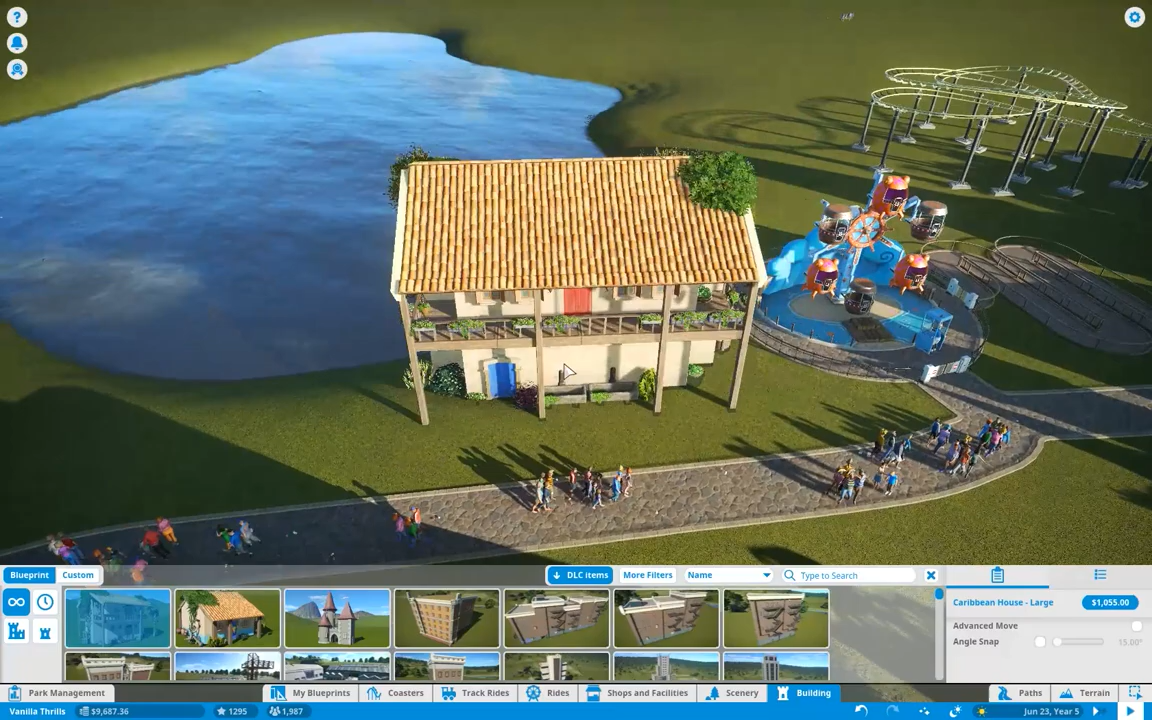 ?
Blueprint
Custom
DLC items
More Filters
Name
Type to Search
Caribbean House - Large
$1,055.00
Advanced Move
Angle Snap
15.00°
Park Management
My Blueprints
Coasters
Track Rides
Rides
Shops and Facilities
Scenery
Building
Paths
Terrain
Vanilla Thrills
$9,687.36
1295
1,987
Jun 23, Year 5